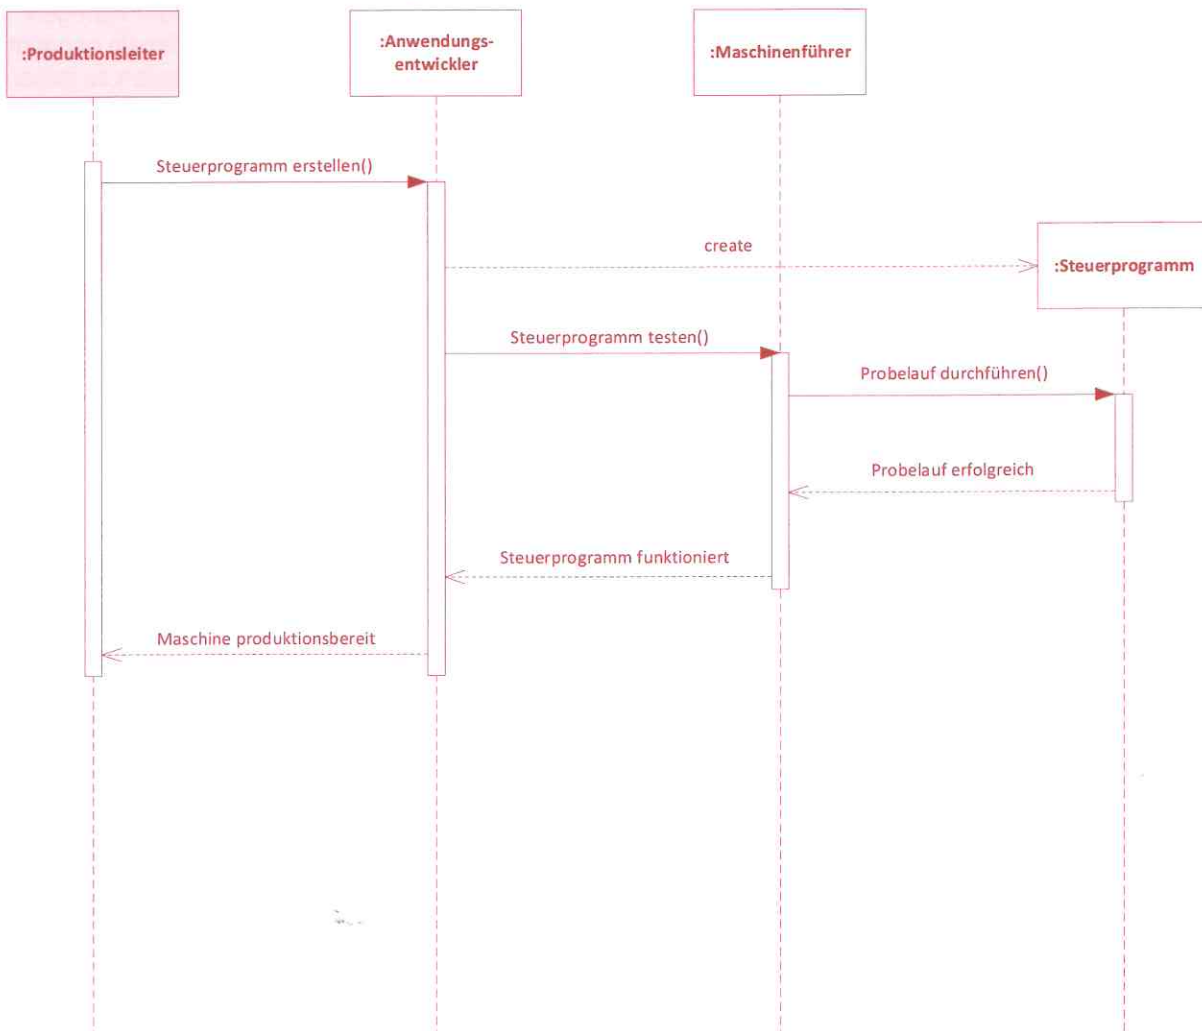 :Produktionsleiter
:Anwendungs-
entwickler
:Maschinenführer
Steuerprogramm erstellen()
create
:Steuerprogramm
Steuerprogramm testen()
Probelauf durchführen()
Probelauf erfolgreich
Steuerprogramm funktioniert
Maschine produktionsbereit